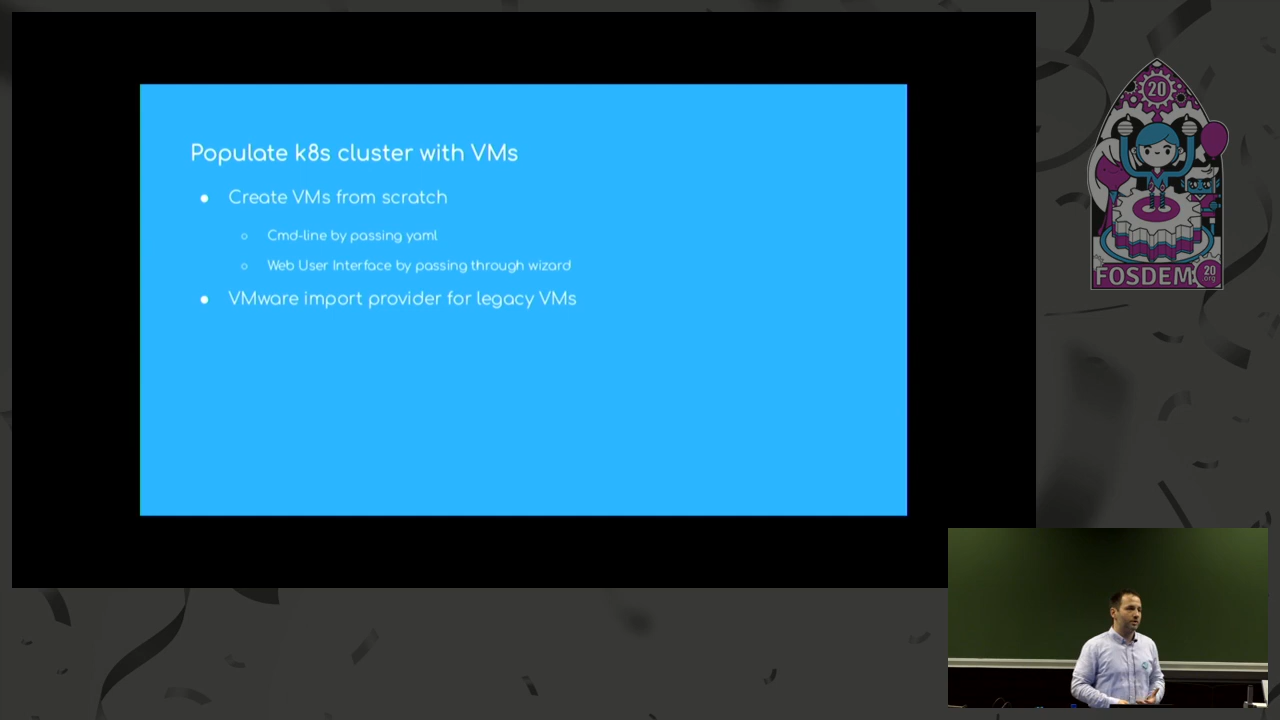 Populate k8s cluster with VMs
● Create VMs from scratch
○ Cmd-line by passing yaml
○ Web User Interface by passing through wizard
● VMware import provider for legacy VMs
20
FOSDEM
20
org